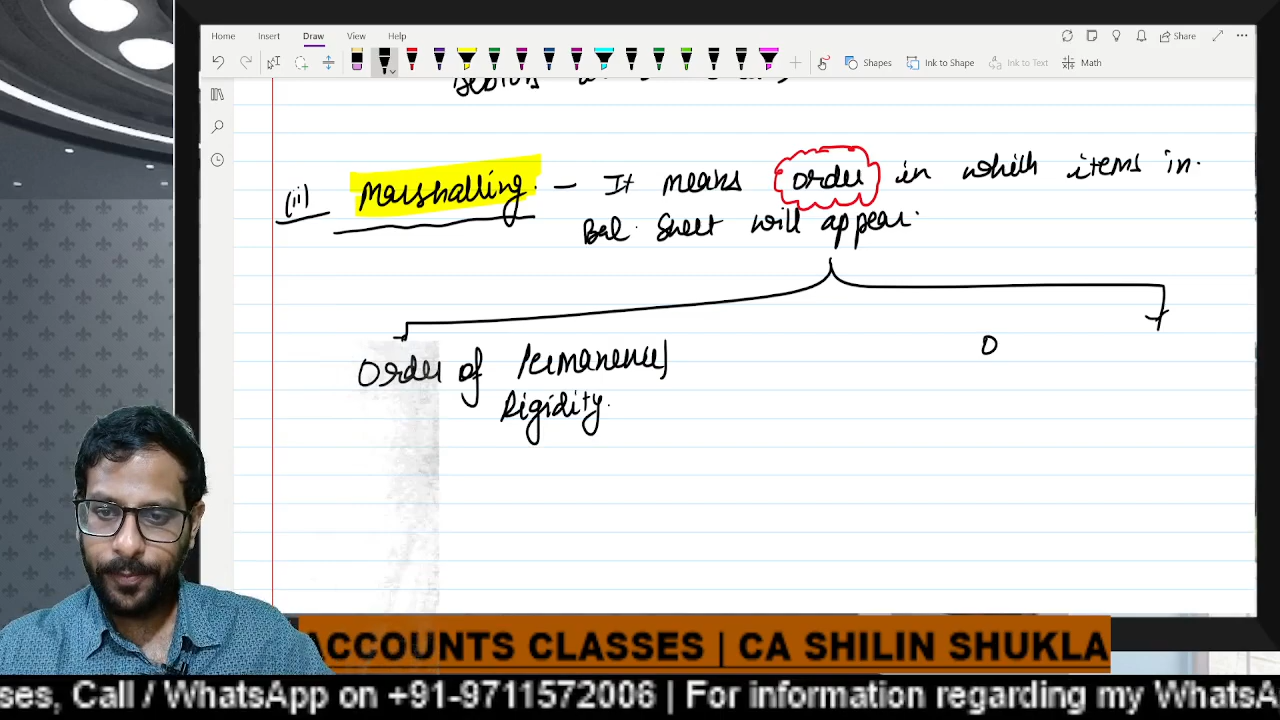 Home Insert Draw View Help
Share
Shapes Ink to Shape Ink to Text Math
(ii) Marshalling. – It means order in which items in.
Bal. Sheet will appear.
Order of Permanence/ O
Rigidity.
ACCOUNTS CLASSES | CA SHILIN SHUKLA
ses, Call / WhatsApp on +91-9711572006 | For information regarding my WhatsA